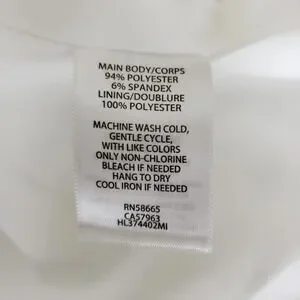 MAIN BODY/CORPS
94% POLYESTER
6% SPANDEX
LINING/DOUBLURE
100% POLYESTER
MACHINE WASH COLD,
GENTLE CYCLE,
WITH LIKE COLORS
ONLY NON-CHLORINE
BLEACH IF NEEDED
HANG TO DRY
COOL IRON IF NEEDED
RN58665
CA57963
HL374402MI